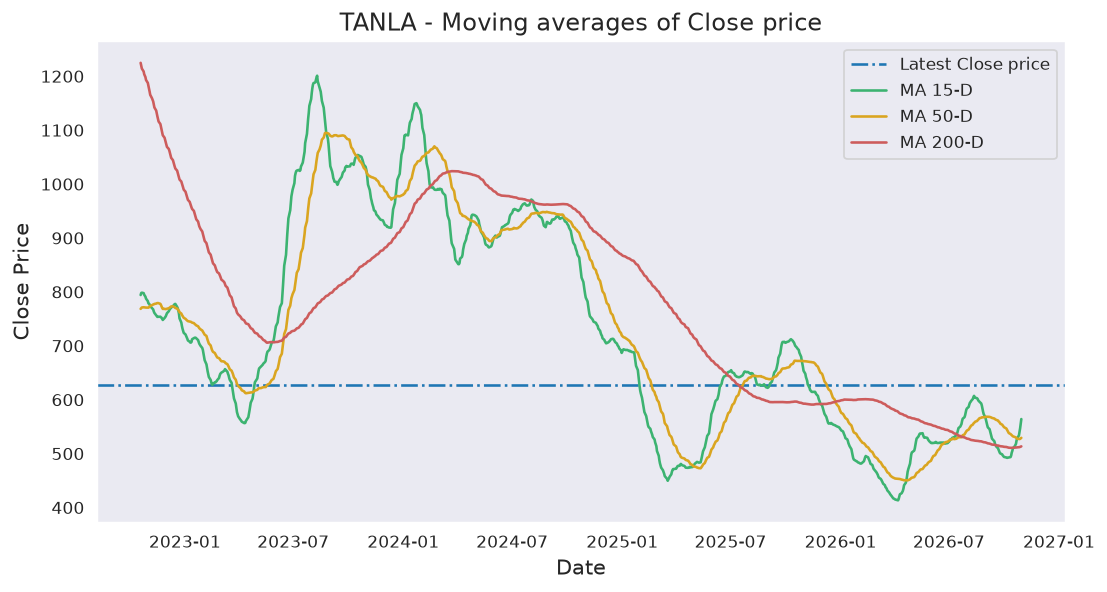 TANLA - Moving averages of Close price
Latest Close price
MA 15-D
MA 50-D
MA 200-D
Close Price
1200
1100
1000
900
800
700
600
500
400
2023-01 2023-07 2024-01 2024-07 2025-01 2025-07 2026-01 2026-07 2027-01
Date